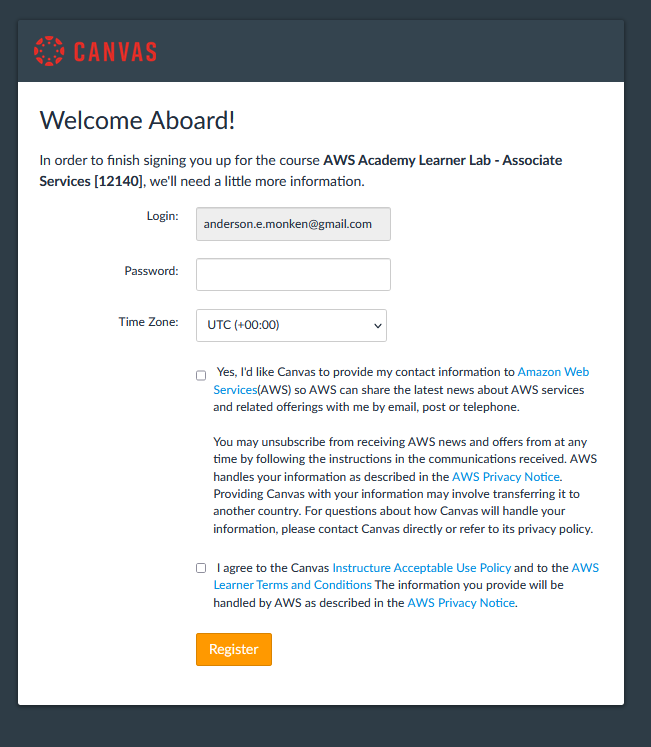 CANVAS
Welcome Aboard!
In order to finish signing you up for the course AWS Academy Learner Lab - Associate
Services [12140], we'll need a little more information.
Login:
anderson.e.monken@gmail.com
Password:
Time Zone:
UTC (+00:00)
Yes, I'd like Canvas to provide my contact information to Amazon Web
Services(AWS) so AWS can share the latest news about AWS services
and related offerings with me by email, post or telephone.
You may unsubscribe from receiving AWS news and offers from at any
time by following the instructions in the communications received. AWS
handles your information as described in the AWS Privacy Notice.
Providing Canvas with your information may involve transferring it to
another country. For questions about how Canvas will handle your
information, please contact Canvas directly or refer to its privacy policy.
I agree to the Canvas Instructure Acceptable Use Policy and to the AWS
Learner Terms and Conditions The information you provide will be
handled by AWS as described in the AWS Privacy Notice.
Register